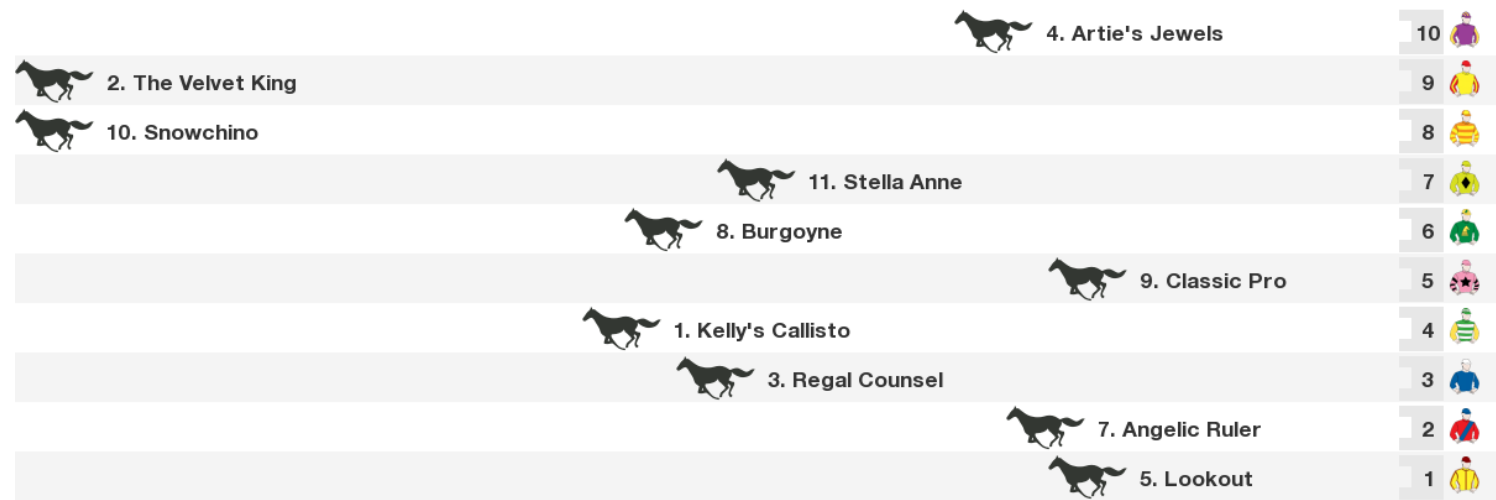 4. Artie's Jewels 10
2. The Velvet King 9
10. Snowchino 8
11. Stella Anne 7
8. Burgoyne 6
9. Classic Pro 5
1. Kelly's Callisto 4
3. Regal Counsel 3
7. Angelic Ruler 2
5. Lookout 1